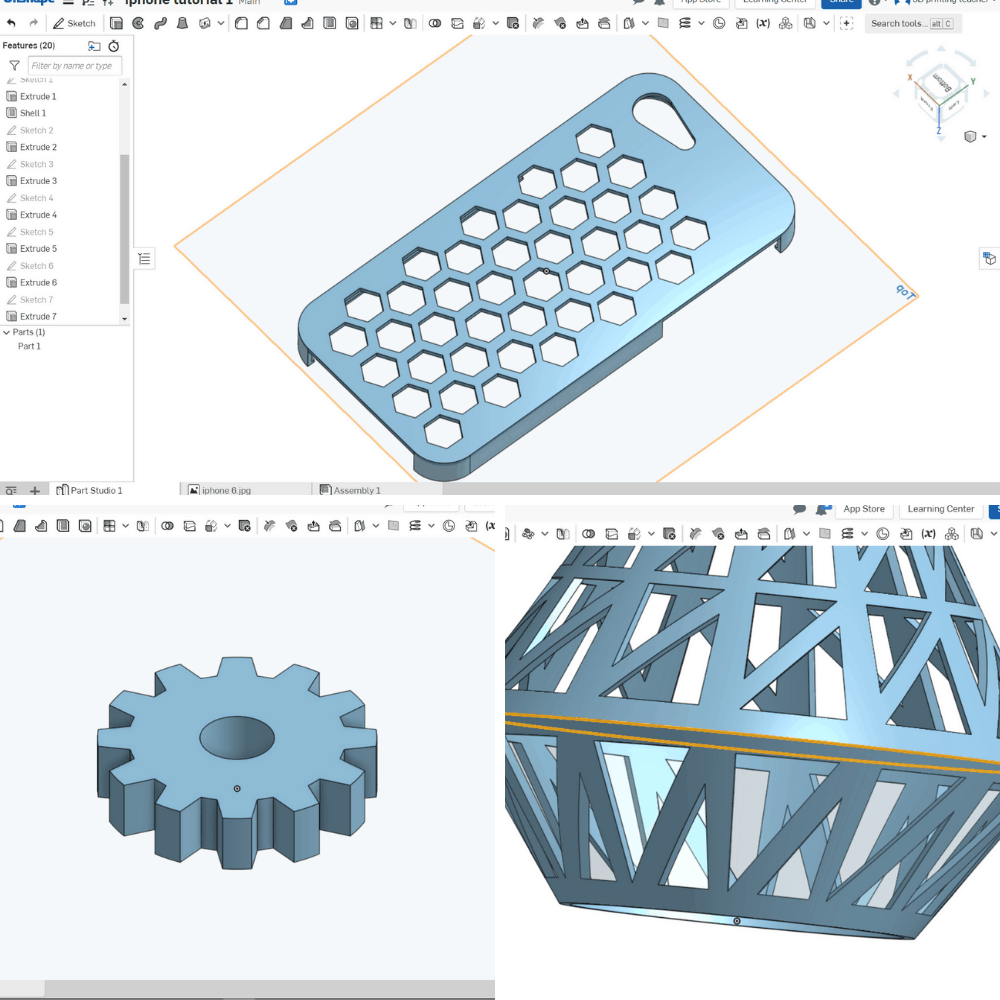 Onshape
iphone tutorial 1 Main
App Store
Learning Center
Share
3D printing teacher
Sketch
Search tools... alt C
Features (20)
Filter by name or type
Sketch 1
Extrude 1
Shell 1
Sketch 2
Extrude 2
Sketch 3
Extrude 3
Sketch 4
Extrude 4
Sketch 5
Extrude 5
Sketch 6
Extrude 6
Sketch 7
Extrude 7
Parts (1)
Part 1
Bottom
X
Y
Z
Top
Part Studio 1
iphone 6.jpg
Assembly 1
(x)
App Store
Learning Center
(x)